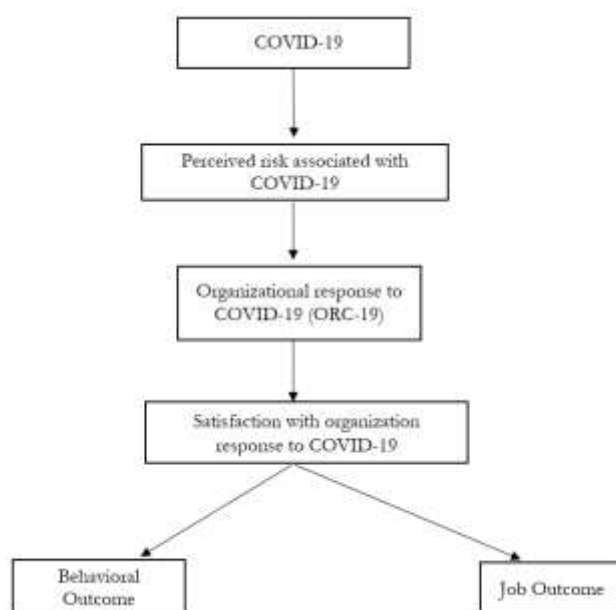 COVID-19
Perceived risk associated with
COVID-19
Organizational response to
COVID-19 (ORC-19)
Satisfaction with organization
response to COVID-19
Behavioral
Outcome
Job Outcome